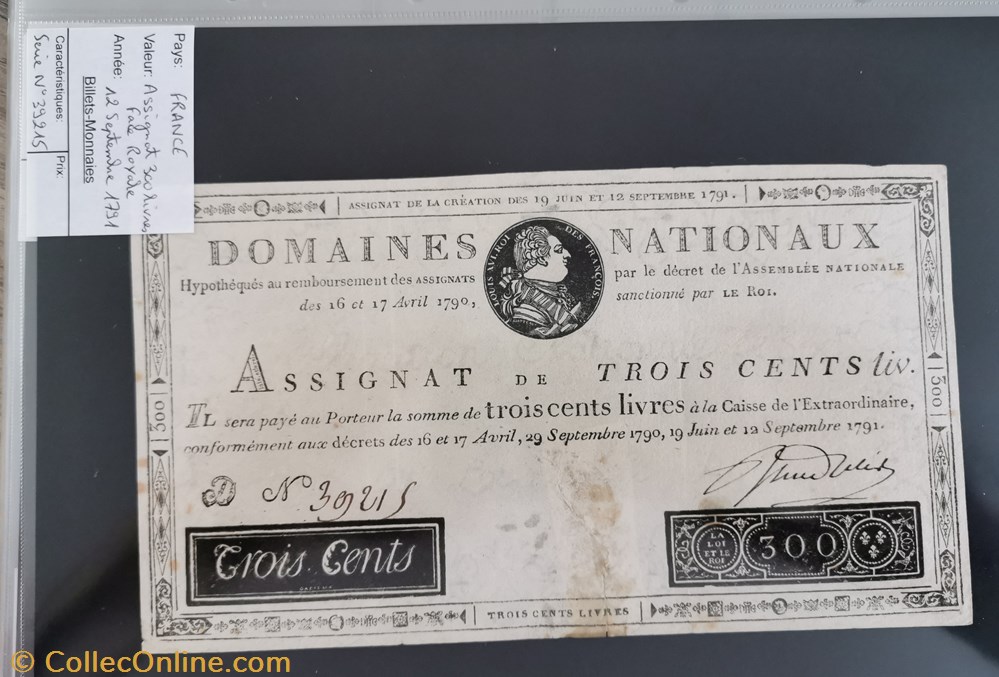 Pays: FRANCE
Valeur: Assignat 300 livres
Face Royale
Année: 12 Septembre 1791
Billets-Monnaies
Caractéristiques: Prix:
Série N° 39215
ASSIGNAT DE LA CRÉATION DES 19 JUIN ET 12 SEPTEMBRE 1791.
DOMAINES NATIONAUX
LOUIS XVI. ROI DES FRANÇOIS.
Hypothéqués au remboursement des ASSIGNATS par le décret de l'ASSEMBLÉE NATIONALE
des 16 et 17 Avril 1790, sanctionné par LE ROI.
ASSIGNAT DE TROIS CENTS liv.
IL sera payé au Porteur la somme de trois cents livres à la Caisse de l'Extraordinaire,
conformément aux décrets des 16 et 17 Avril, 29 Septembre 1790, 19 Juin et 12 Septembre 1791.
300
300
D N° 39215
Trois Cents
LA
LOI
ET LE
ROI
300
TROIS CENTS LIVRES
© CollecOnline.com